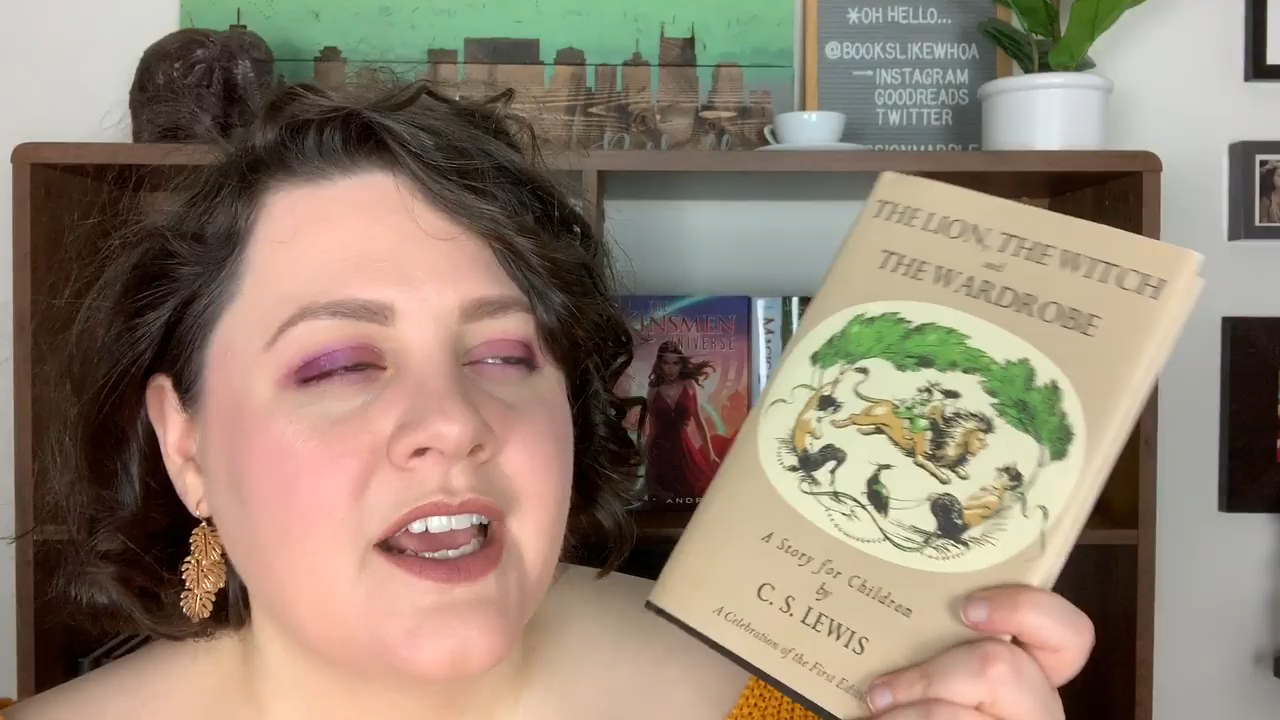 *OH HELLO...
@BOOKSLIKEWHOA
INSTAGRAM
GOODREADS
TWITTER
THE LION, THE WITCH
and
THE WARDROBE
THE
KINSMEN
UNIVERSE
A Story for Children
by
C. S. LEWIS
A Celebration of the First